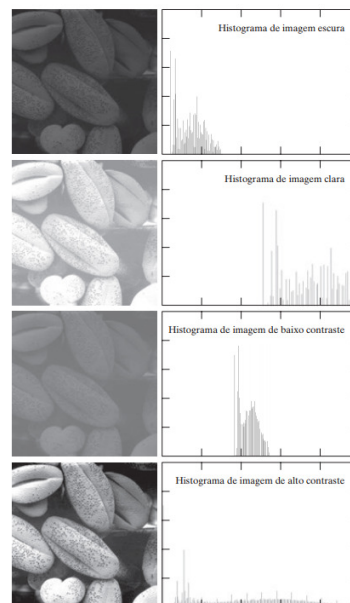 Histograma de imagem escura
Histograma de imagem clara
Histograma de imagem de baixo contraste
Histograma de imagem de alto contraste